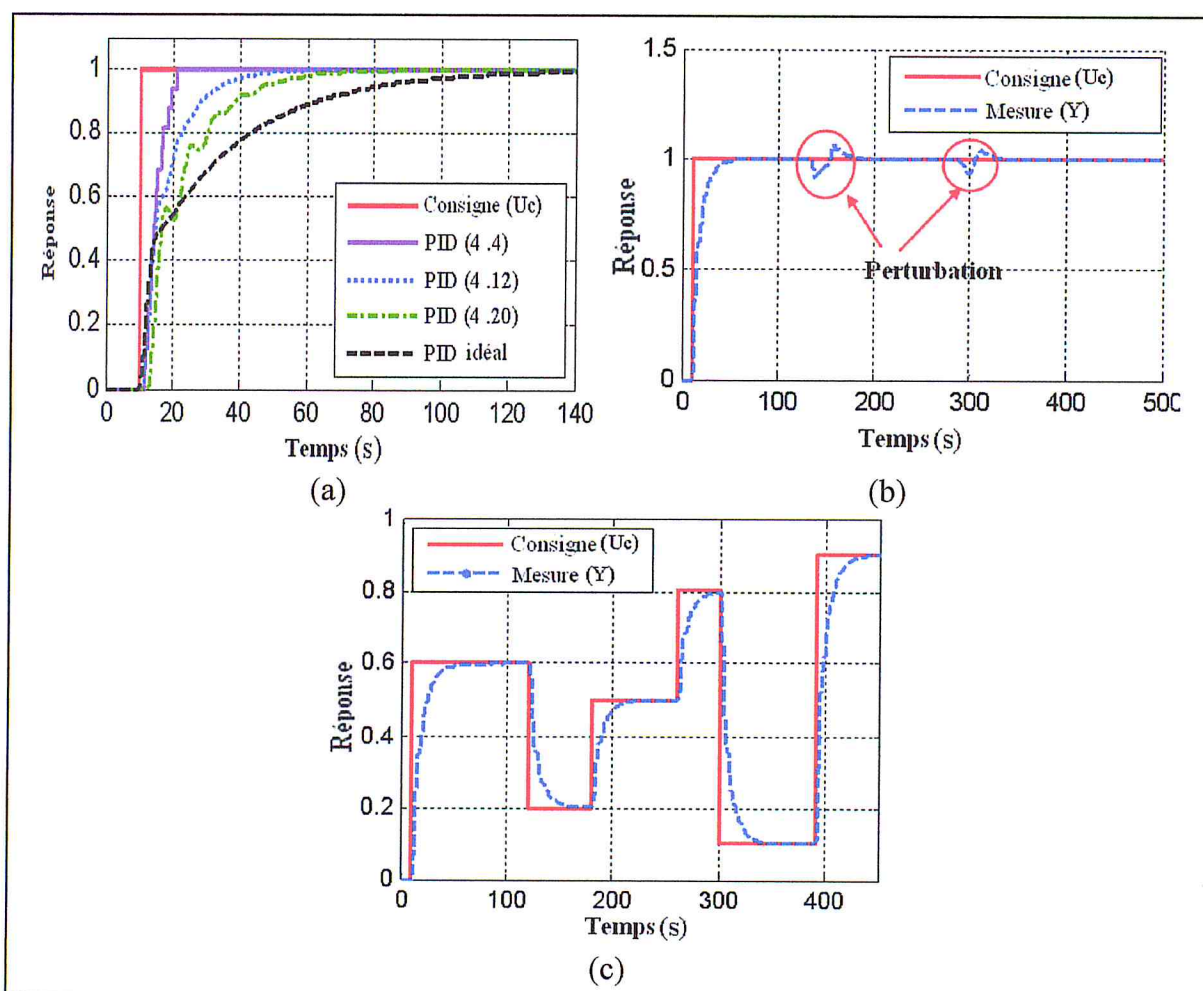 1
0.8
0.6
0.4
0.2
0
Réponse
0 20 40 60 80 100 120 140
Temps (s)
Consigne (Uc)
PID (4 .4)
PID (4 .12)
PID (4 .20)
PID idéal
(a)
1.5
1
0.5
0
Réponse
0 100 200 300 400 500
Temps (s)
Consigne (Uc)
Mesure (Y)
Perturbation
(b)
1
0.8
0.6
0.4
0.2
0
Réponse
0 100 200 300 400
Temps (s)
Consigne (Uc)
Mesure (Y)
(c)